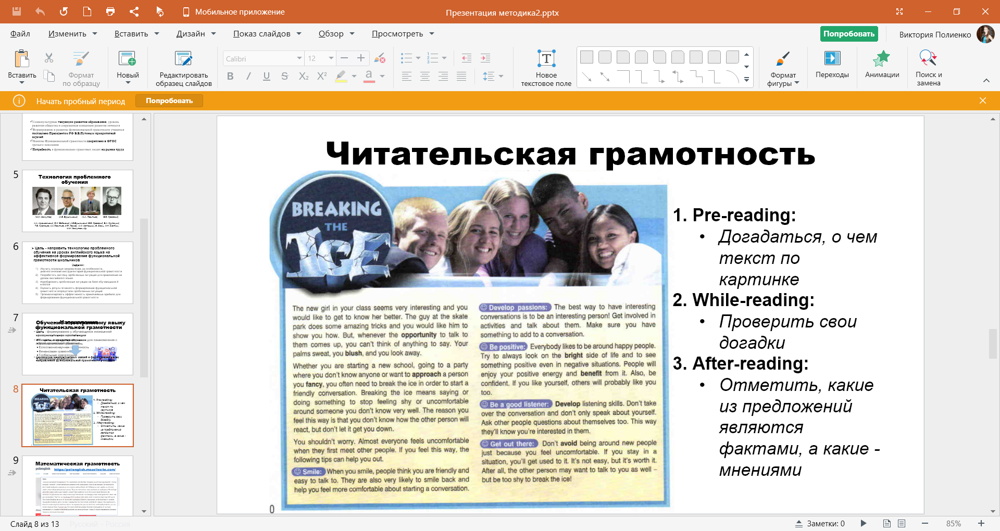 Мобильное приложение
Презентация методика2.pptx
Файл
Изменить
Вставить
Дизайн
Показ слайдов
Обзор
Просмотреть
Попробовать
Виктория Полиенко
Вставить
Формат
по образцу
Новый
Редактировать
образец слайдов
Calibri
12
Новое
текстовое поле
Формат
фигуры
Переходы
Анимации
Поиск и
замена
Начать пробный период
Попробовать
5
Технология проблемного
обучения
6
Цель - направить технологию проблемного
обучения на уроках английского языка на
эффективное формирование функциональной
грамотности школьников
Задачи:
7
8
Читательская грамотность
9
Математическая грамотность
polienglish
https://polienglish.mozellosite.com/
Читательская грамотность
BREAKING
THE
ICE
The new girl in your class seems very interesting and you
would like to get to know her better. The guy at the skate
park does some amazing tricks and you would like him to
show you how. But, whenever the opportunity to talk to
them comes up, you can't think of anything to say. Your
palms sweat, you blush, and you look away.
Whether you are starting a new school, going to a party
where you don't know anyone or want to approach a person
you fancy, you often need to break the ice in order to start a
friendly conversation. Breaking the ice means saying or
doing something to stop feeling shy or uncomfortable
around someone you don't know very well. The reason you
feel this way is that you don't know how the other person will
react, but don't let it get you down.
You shouldn't worry. Almost everyone feels uncomfortable
when they first meet other people. If you feel this way, the
following tips can help you out.
Smile: When you smile, people think you are friendly and
easy to talk to. They are also very likely to smile back and
help you feel more comfortable about starting a conversation.
Develop passions: The best way to have interesting
conversations is to be an interesting person! Get involved in
activities and talk about them. Make sure you have
something to add to a conversation.
Be positive: Everybody likes to be around happy people.
Try to always look on the bright side of life and to see
something positive even in negative situations. People will
enjoy your positive energy and benefit from it. Also, be
confident. If you like yourself, others will probably like you
too.
Be a good listener: Develop listening skills. Don't take
over the conversation and don't only speak about yourself.
Ask other people questions about themselves too. This way
they'll know you're interested in them.
Get out there: Don't avoid being around new people
just because you feel uncomfortable. If you stay in a
situation, you'll get used to it. It's not easy, but it's worth it.
After all, the other person may want to talk to you as well –
but be too shy to break the ice!
0
1. Pre-reading:
• Догадаться, о чем
текст по
картинке
2. While-reading:
• Проверить свои
догадки
3. After-reading:
• Отметить, какие
из предложений
являются
фактами, а какие -
мнениями
Слайд 8 из 13
Русский - Россия
Заметки: 0
85%